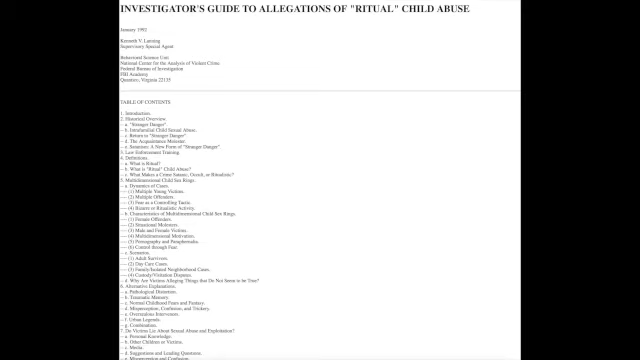 INVESTIGATOR'S GUIDE TO ALLEGATIONS OF "RITUAL" CHILD ABUSE
January 1992
Kenneth V. Lanning
Supervisory Special Agent
Behavioral Science Unit
National Center for the Analysis of Violent Crime
Federal Bureau of Investigation
FBI Academy
Quantico, Virginia 22135
TABLE OF CONTENTS
1. Introduction.
2. Historical Overview.
-- a. "Stranger Danger"
-- b. Intrafamilial Child Sexual Abuse.
-- c. Return to "Stranger Danger"
-- d. The Acquaintance Molester.
-- e. Satanism: A New Form of "Stranger Danger".
3. Law Enforcement Training.
4. Definitions.
-- a. What is Ritual?
-- b. What is "Ritual" Child Abuse?
-- c. What Makes a Crime Satanic, Occult, or Ritualistic?
5. Multidimensional Child Sex Rings.
-- a. Dynamics of Cases.
---- (1) Multiple Young Victims.
---- (2) Multiple Offenders.
---- (3) Fear as a Controlling Tactic.
---- (4) Bizarre or Ritualistic Activity.
-- b. Characteristics of Multidimensional Child Sex Rings.
---- (1) Female Offenders.
---- (2) Situational Molesters.
---- (3) Male and Female Victims.
---- (4) Multidimensional Motivation.
---- (5) Pornography and Paraphernalia.
---- (6) Control through Fear.
-- c. Scenarios.
---- (1) Adult Survivors.
---- (2) Day Care Cases.
---- (3) Family/Isolated Neighborhood Cases.
---- (4) Custody/Visitation Disputes.
-- d. Why Are Victims Alleging Things that Do Not Seem to be True?
6. Alternative Explanations.
-- a. Pathological Distortion.
-- b. Traumatic Memory.
-- c. Normal Childhood Fears and Fantasy.
-- d. Misperception, Confusion, and Trickery.
-- e. Overzealous Interveners.
-- f. Urban Legends.
-- g. Combination.
7. Do Victims Lie About Sexual Abuse and Exploitation?
-- a. Personal Knowledge.
-- b. Other Children or Victims.
-- c. Media.
-- d. Suggestions and Leading Questions.
-- e. Misperception and Confusion.